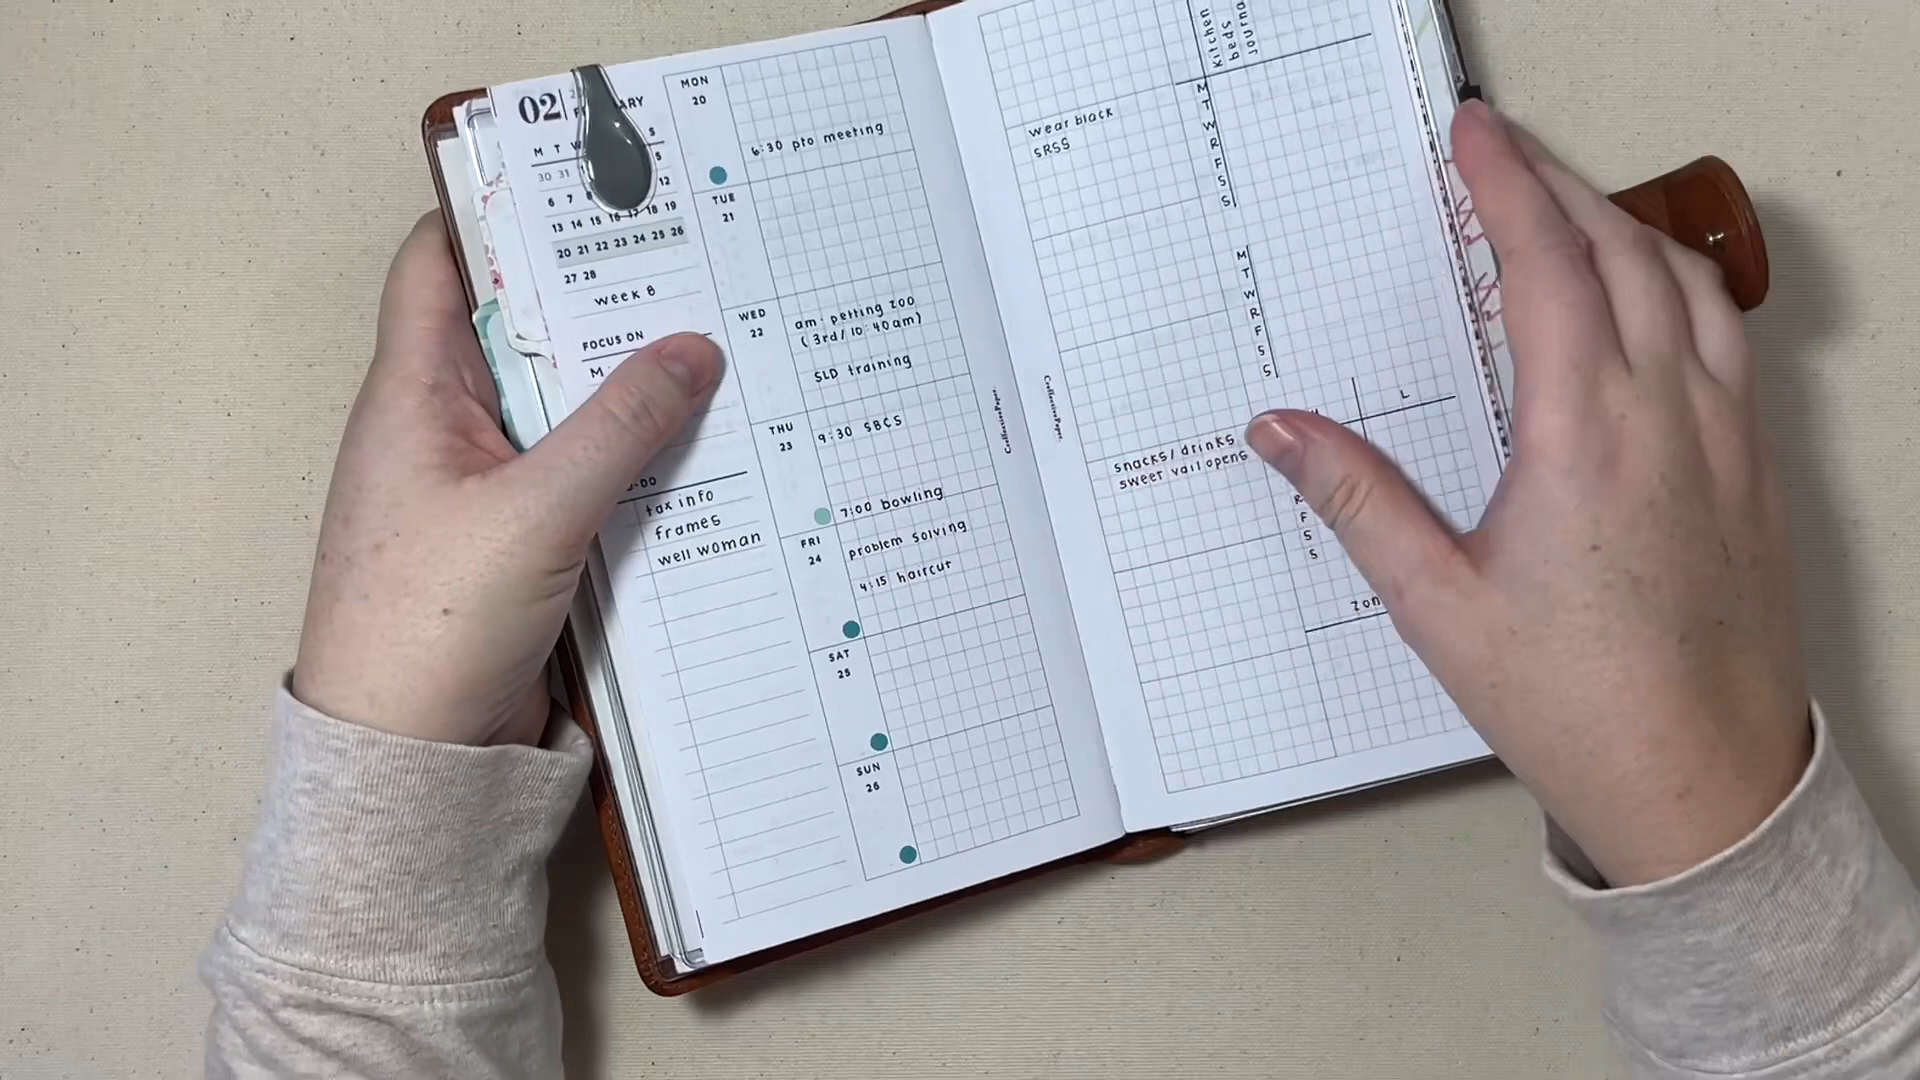 02
M T W S
30 31 5
6 7 8 12
13 14 15 16 17 18 19
20 21 22 23 24 25 26
27 28
week 8
FOCUS ON
tax info
frames
well woman
MON
20
6:30 pto meeting
TUE
21
WED
22
am. petting zoo
(3rd/10:40am)
SLD training
THU
23
9:30 SBCS
7:00 bowling
FRI
24
problem solving
4:15 haircut
SAT
25
SUN
26
kitchen
beds
wear black
SRSS
M
T
W
R
F
S
S
M
T
W
R
F
S
S
snacks/drinks
sweet vail opens
L
R
F
S
S